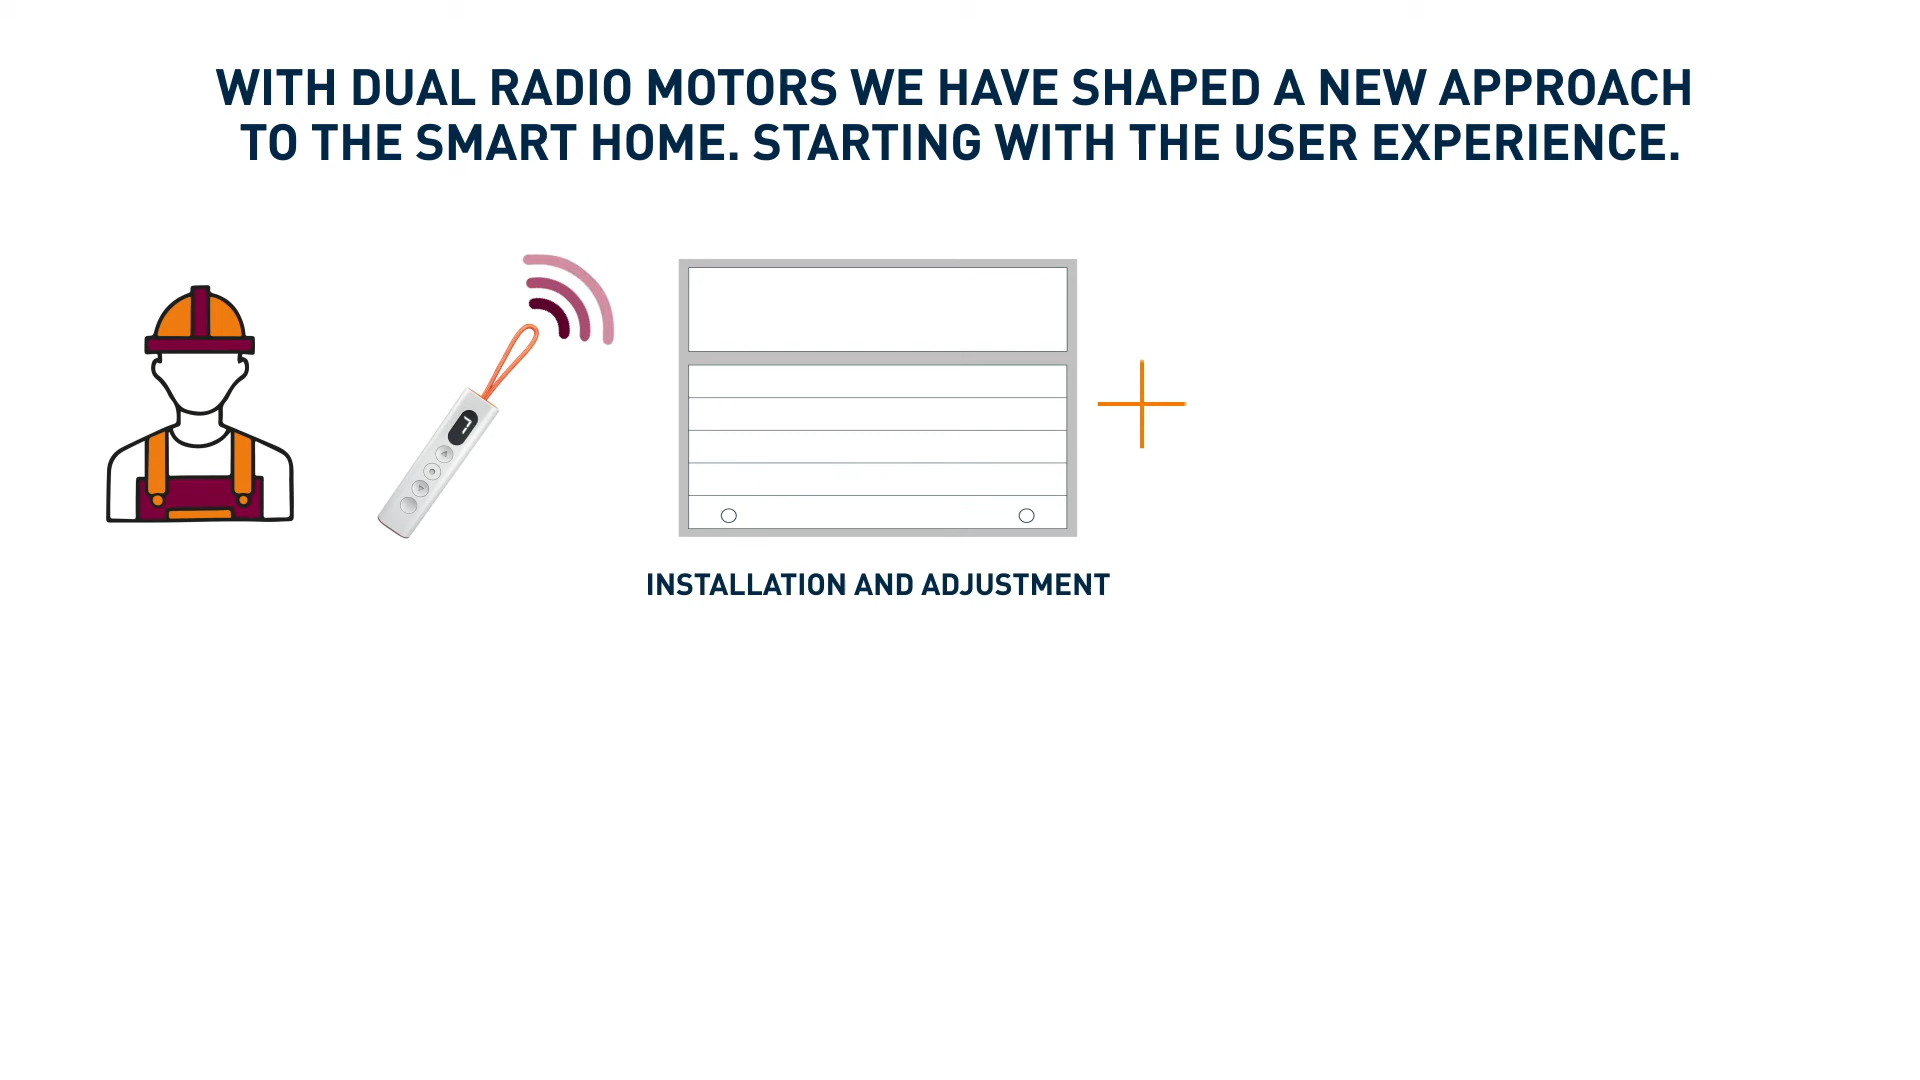 WITH DUAL RADIO MOTORS WE HAVE SHAPED A NEW APPROACH
TO THE SMART HOME. STARTING WITH THE USER EXPERIENCE.
INSTALLATION AND ADJUSTMENT